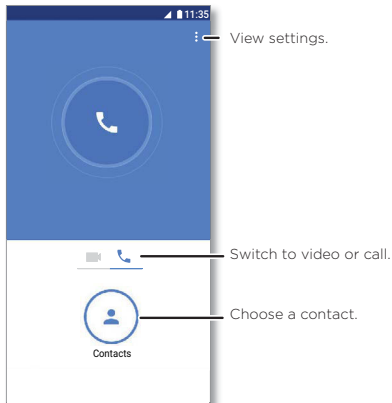 11:35
View settings.
Switch to video or call.
Choose a contact.
Contacts